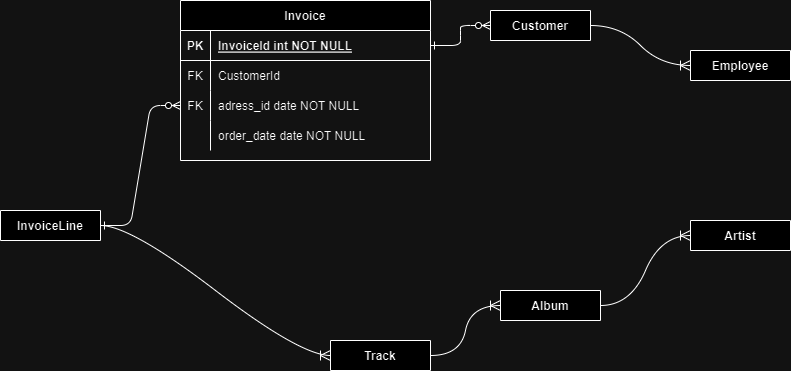 Invoice
PK InvoiceId int NOT NULL
FK CustomerId
FK adress_id date NOT NULL
order_date date NOT NULL
Customer
Employee
InvoiceLine
Artist
Album
Track